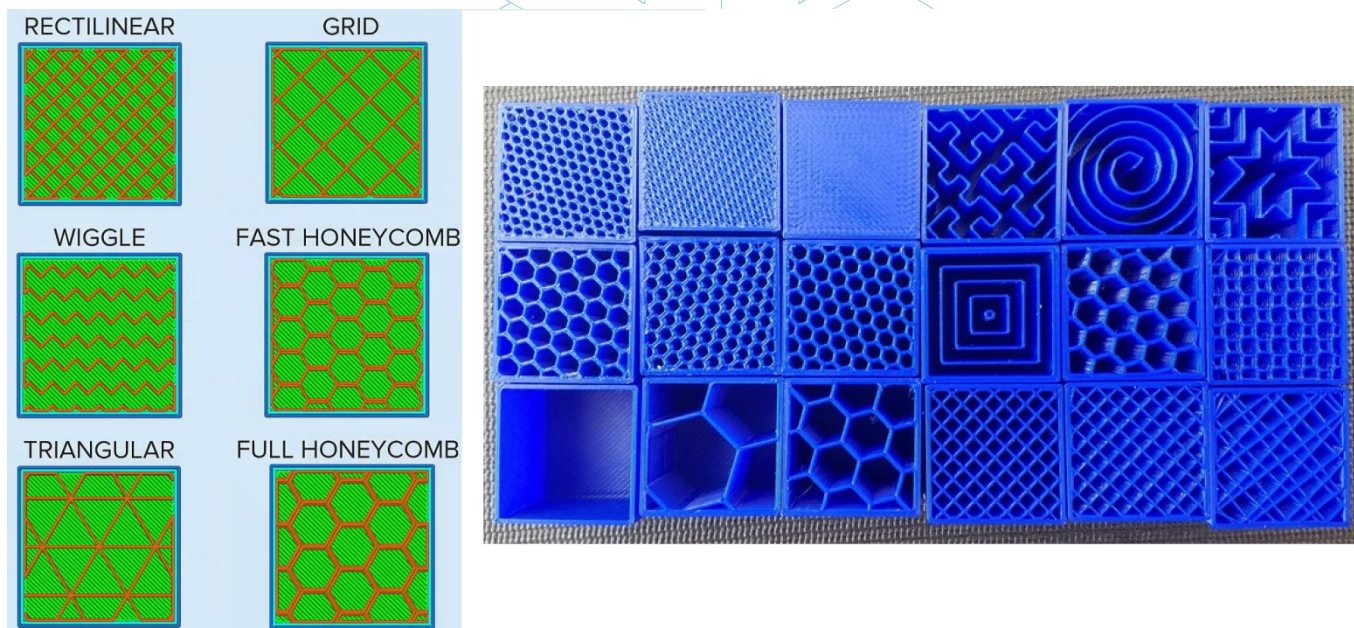 RECTILINEAR
GRID
WIGGLE
FAST HONEYCOMB
TRIANGULAR
FULL HONEYCOMB